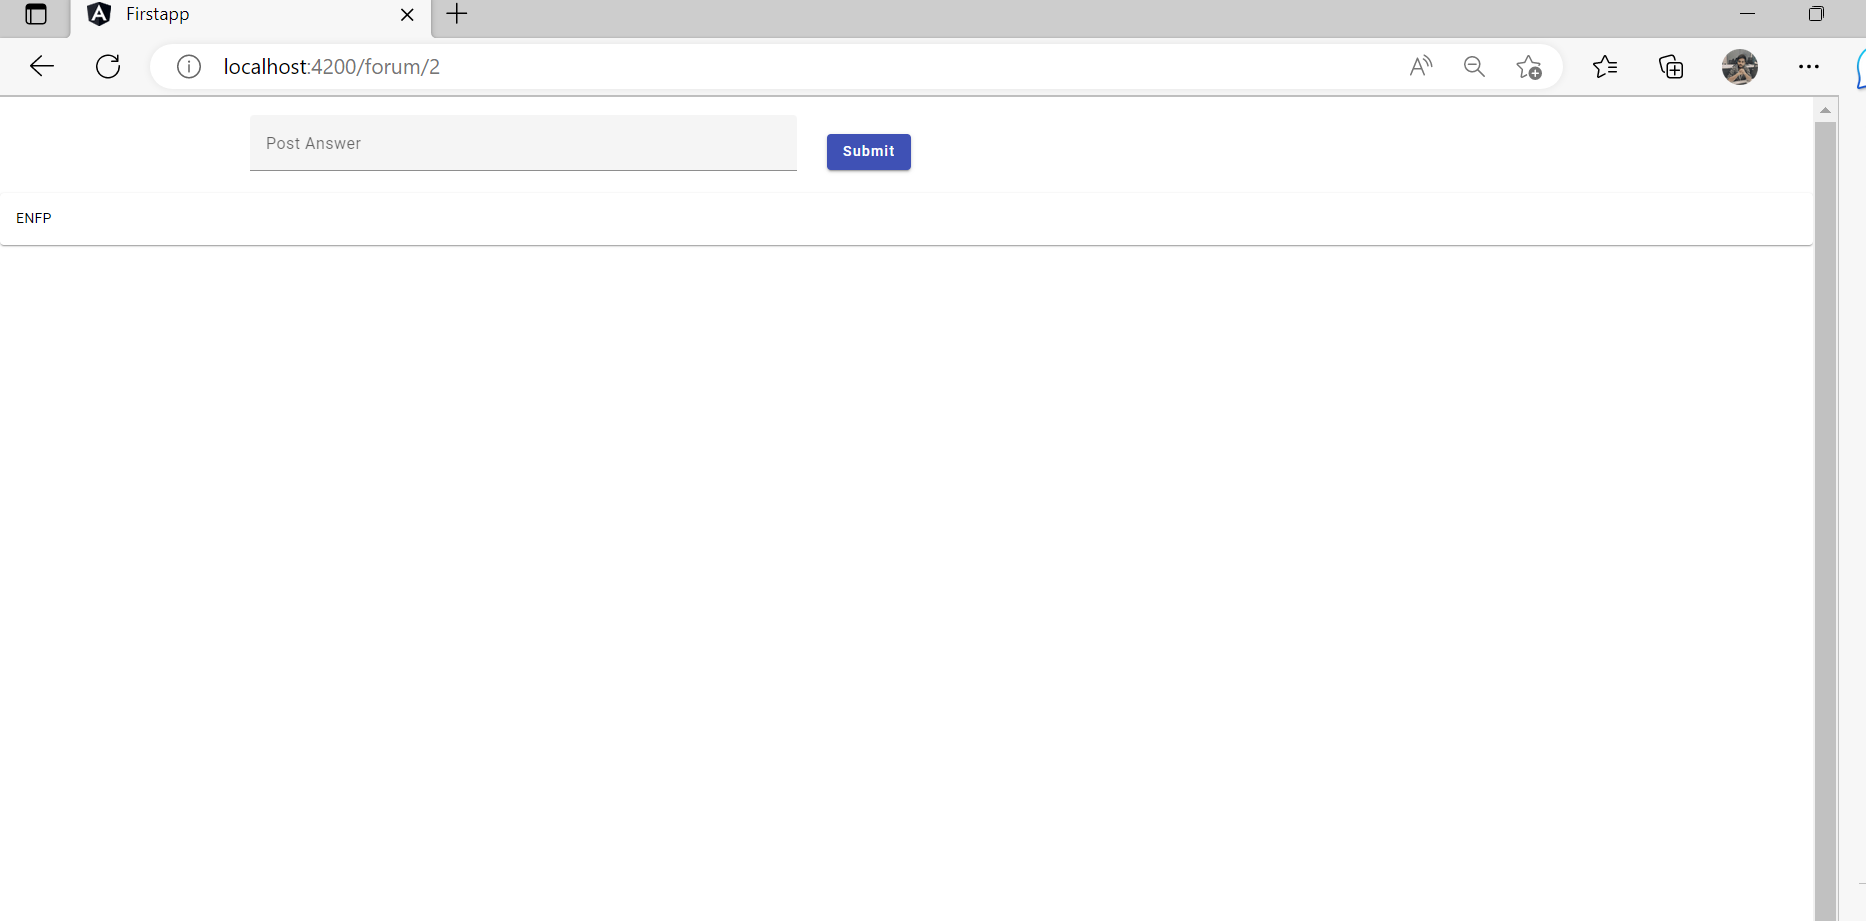 Firstapp
localhost:4200/forum/2
Post Answer
Submit
ENFP